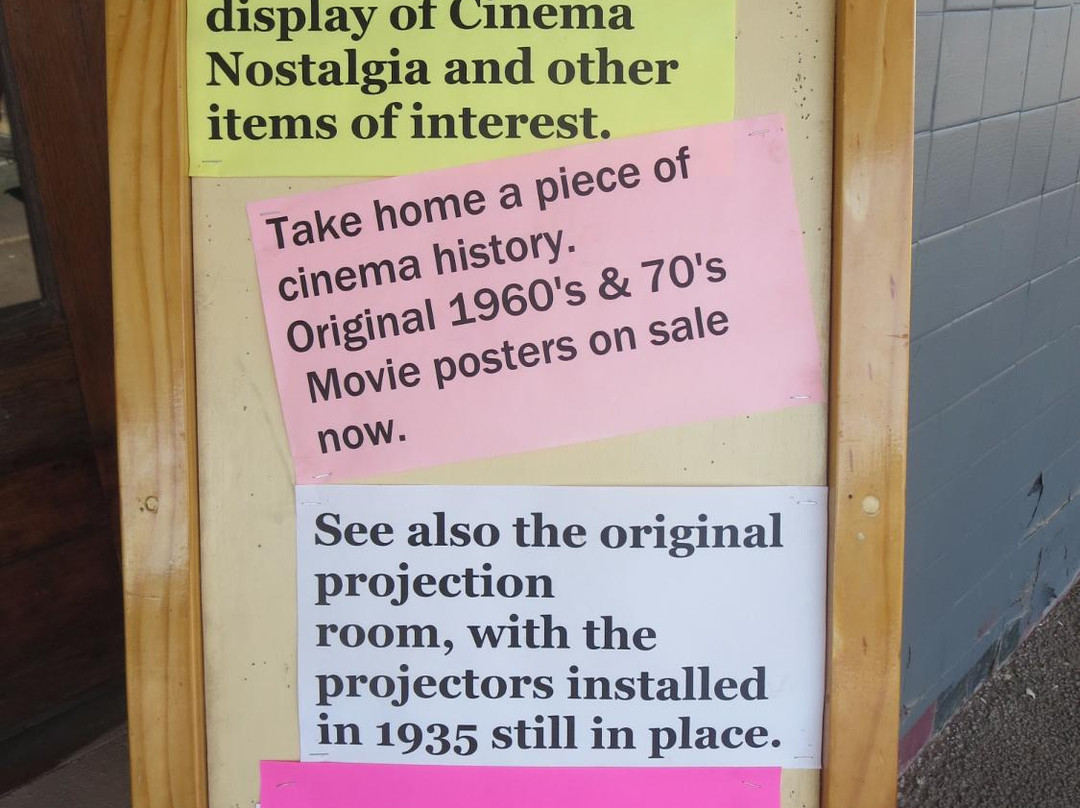 display of Cinema
Nostalgia and other
items of interest.
Take home a piece of
cinema history.
Original 1960's & 70's
Movie posters on sale
now.
See also the original
projection
room, with the
projectors installed
in 1935 still in place.